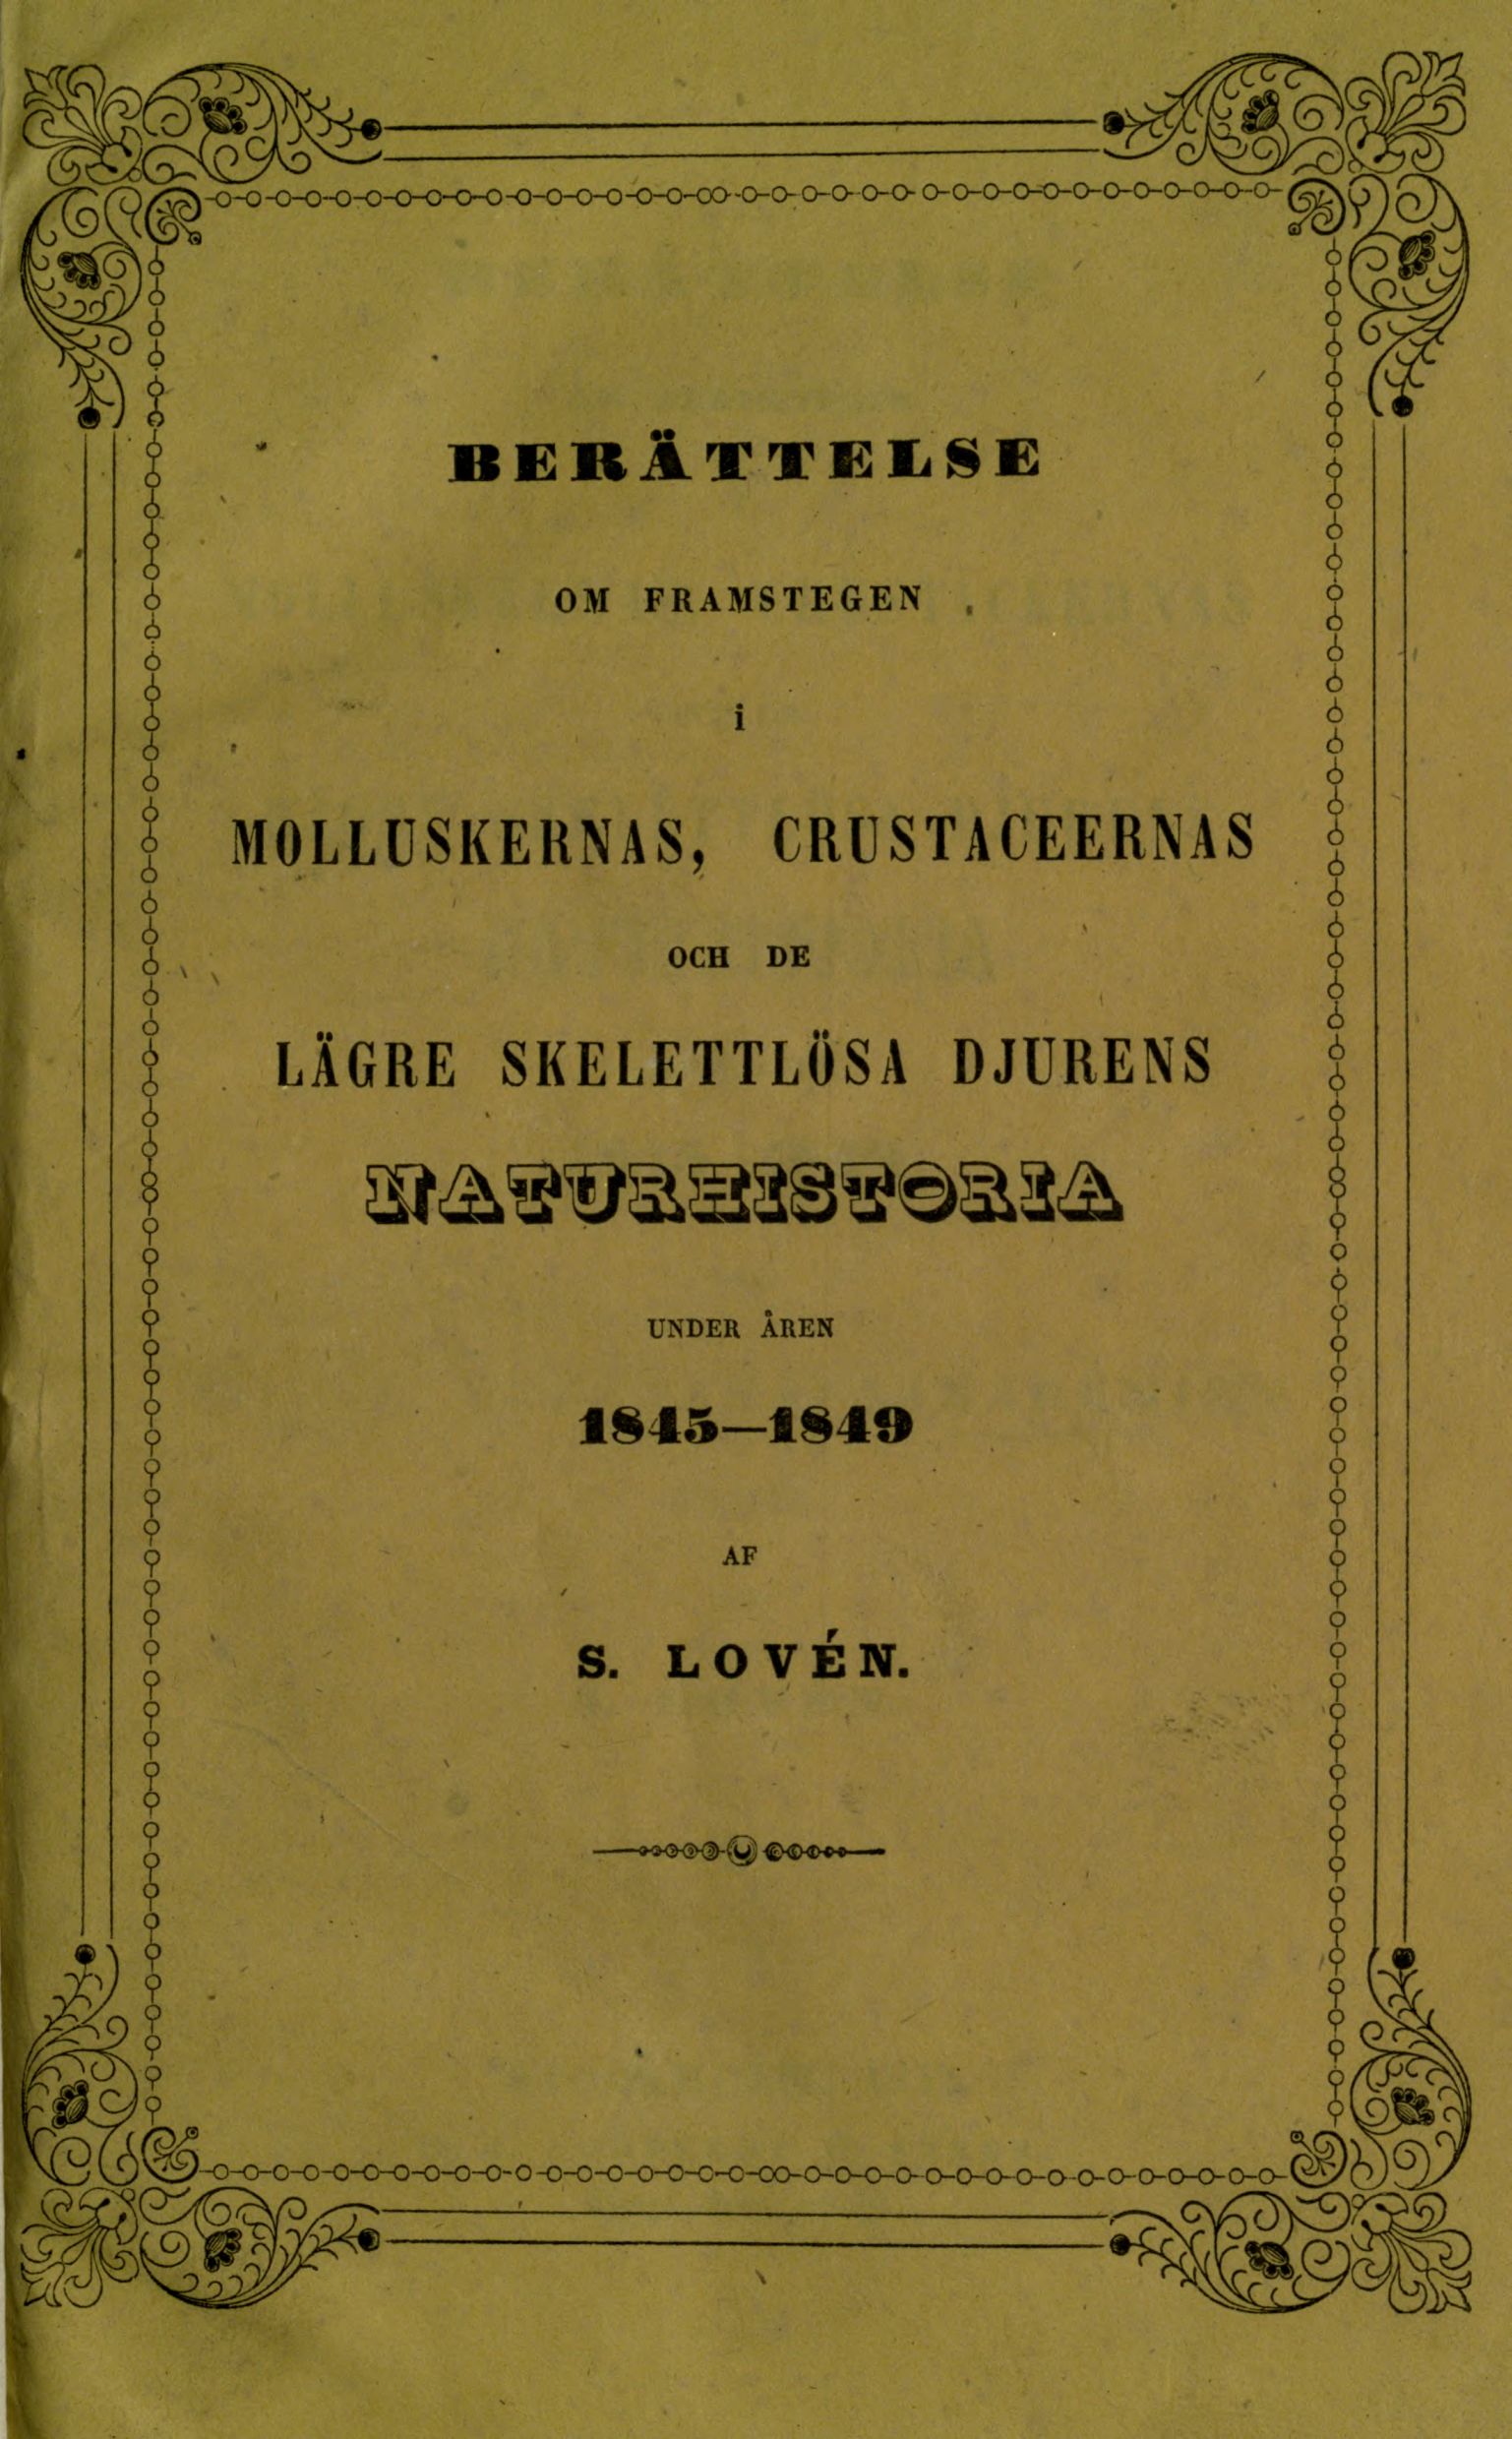 BERÄTTELSE
OM FRAMSTEGEN
i
MOLLUSKERNAS, CRUSTACEERNAS
OCH DE
LÄGRE SKELETTLÖSA DJURENS
NATURHISTORIA
UNDER ÅREN
1845—1849
AF
S. LOVÉN.